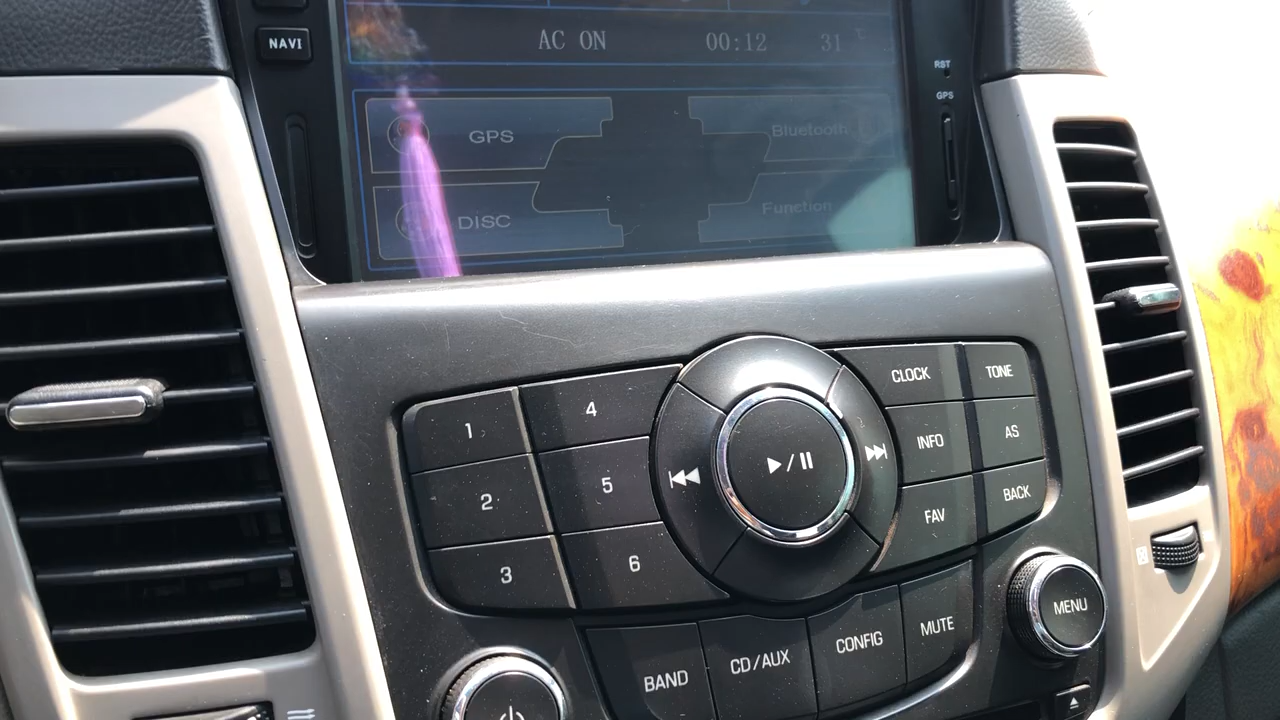 NAVI
AC ON 00:12 31 ℃
RST
GPS
GPS Bluetooth
DISC Function
1 4 CLOCK TONE
2 5 INFO AS
3 6 FAV BACK
BAND CD/AUX CONFIG MUTE MENU